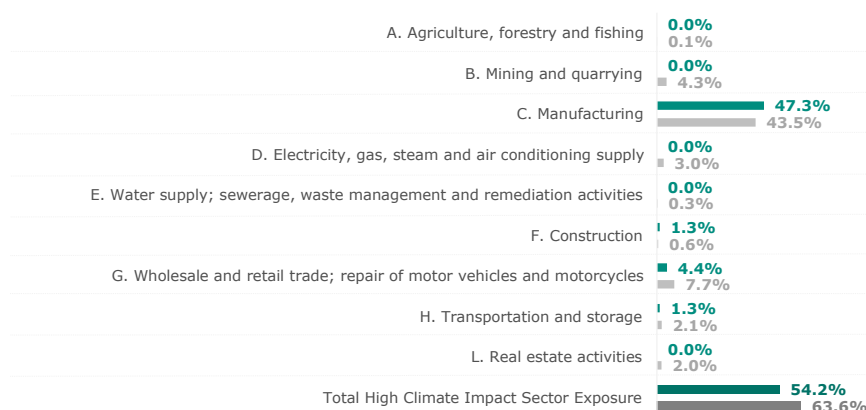 A. Agriculture, forestry and fishing
0.0%
0.1%
B. Mining and quarrying
0.0%
4.3%
C. Manufacturing
47.3%
43.5%
D. Electricity, gas, steam and air conditioning supply
0.0%
3.0%
E. Water supply; sewerage, waste management and remediation activities
0.0%
0.3%
F. Construction
1.3%
0.6%
G. Wholesale and retail trade; repair of motor vehicles and motorcycles
4.4%
7.7%
H. Transportation and storage
1.3%
2.1%
L. Real estate activities
0.0%
2.0%
Total High Climate Impact Sector Exposure
54.2%
63.6%